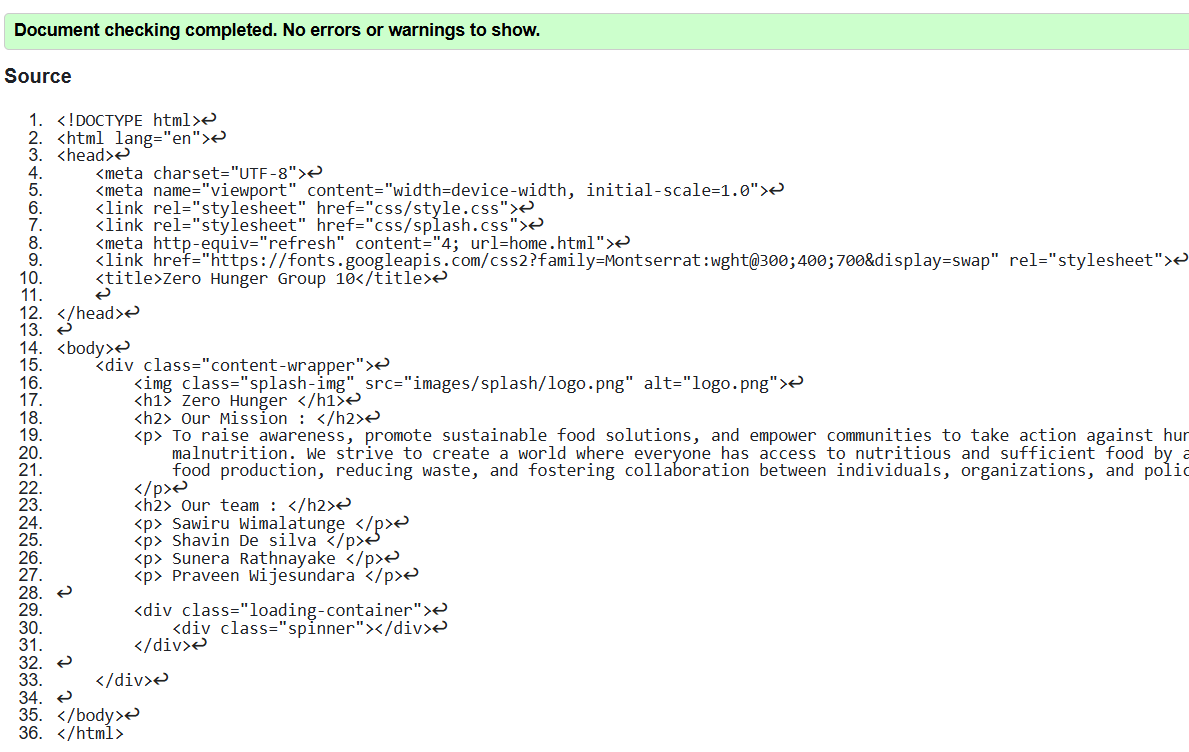 Document checking completed. No errors or warnings to show.
Source
1. <!DOCTYPE html>↩
2. <html lang="en">↩
3. <head>↩
4.     <meta charset="UTF-8">↩
5.     <meta name="viewport" content="width=device-width, initial-scale=1.0">↩
6.     <link rel="stylesheet" href="css/style.css">↩
7.     <link rel="stylesheet" href="css/splash.css">↩
8.     <meta http-equiv="refresh" content="4; url=home.html">↩
9.     <link href="https://fonts.googleapis.com/css2?family=Montserrat:wght@300;400;700&display=swap" rel="stylesheet">↩
10.     <title>Zero Hunger Group 10</title>↩
11.     ↩
12. </head>↩
13. ↩
14. <body>↩
15.     <div class="content-wrapper">↩
16.         <img class="splash-img" src="images/splash/logo.png" alt="logo.png">↩
17.         <h1> Zero Hunger </h1>↩
18.         <h2> Our Mission : </h2>↩
19.         <p> To raise awareness, promote sustainable food solutions, and empower communities to take action against
20.             malnutrition. We strive to create a world where everyone has access to nutritious and sufficient food by
21.             food production, reducing waste, and fostering collaboration between individuals, organizations, and
22.         </p>↩
23.         <h2> Our team : </h2>↩
24.         <p> Sawiru Wimalatunge </p>↩
25.         <p> Shavin De silva </p>↩
26.         <p> Sunera Rathnayake </p>↩
27.         <p> Praveen Wijesundara </p>↩
28. ↩
29.         <div class="loading-container">↩
30.             <div class="spinner"></div>↩
31.         </div>↩
32. ↩
33.     </div>↩
34. ↩
35. </body>↩
36. </html>